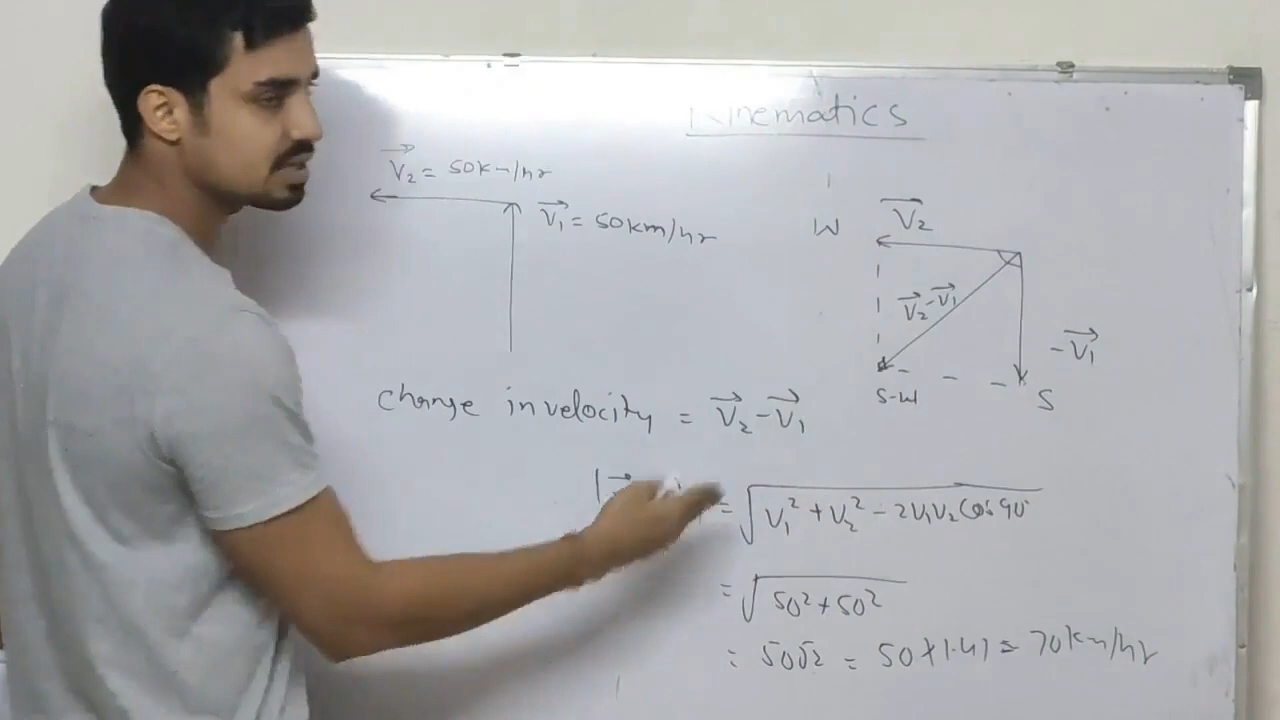 Kinematics
V₂ = 50km/hr
V₁ = 50km/hr
W V₂
V₂-V₁
-V₁
S-W S
change in velocity = V₂-V₁
= √V₁² + V₂² - 2V₁V₂ Cos 90°
= √50² + 50²
= 50√2 = 50×1.41 = 70km/hr